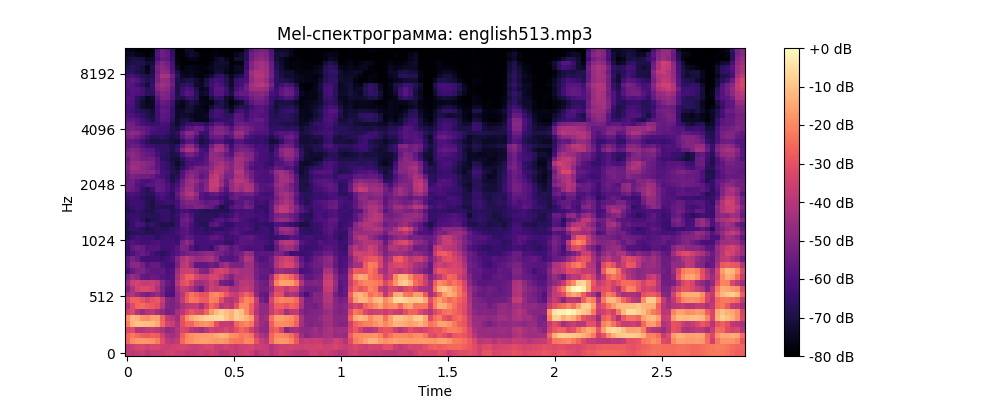 Mel-спектрограмма: english513.mp3
8192
4096
2048
1024
512
0
Hz
0
0.5
1
1.5
2
2.5
Time
+0 dB
-10 dB
-20 dB
-30 dB
-40 dB
-50 dB
-60 dB
-70 dB
-80 dB